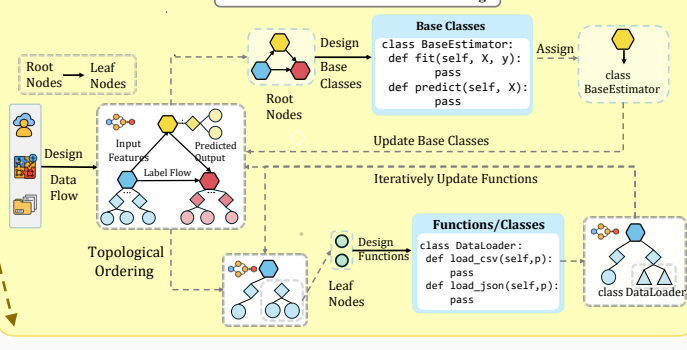 Base Classes
class BaseEstimator:
def fit(self, X, y):
pass
def predict(self, X):
pass
Design
Base
Classes
Root
Nodes
Assign
class
BaseEstimator
Root
Nodes
Leaf
Nodes
Design
Data
Flow
Input
Features
Predicted
Output
Label Flow
Update Base Classes
Iteratively Update Functions
Topological
Ordering
Functions/Classes
class DataLoader:
def load_csv(self,p):
pass
def load_json(self,p):
pass
Design
Functions
Leaf
Nodes
class DataLoader